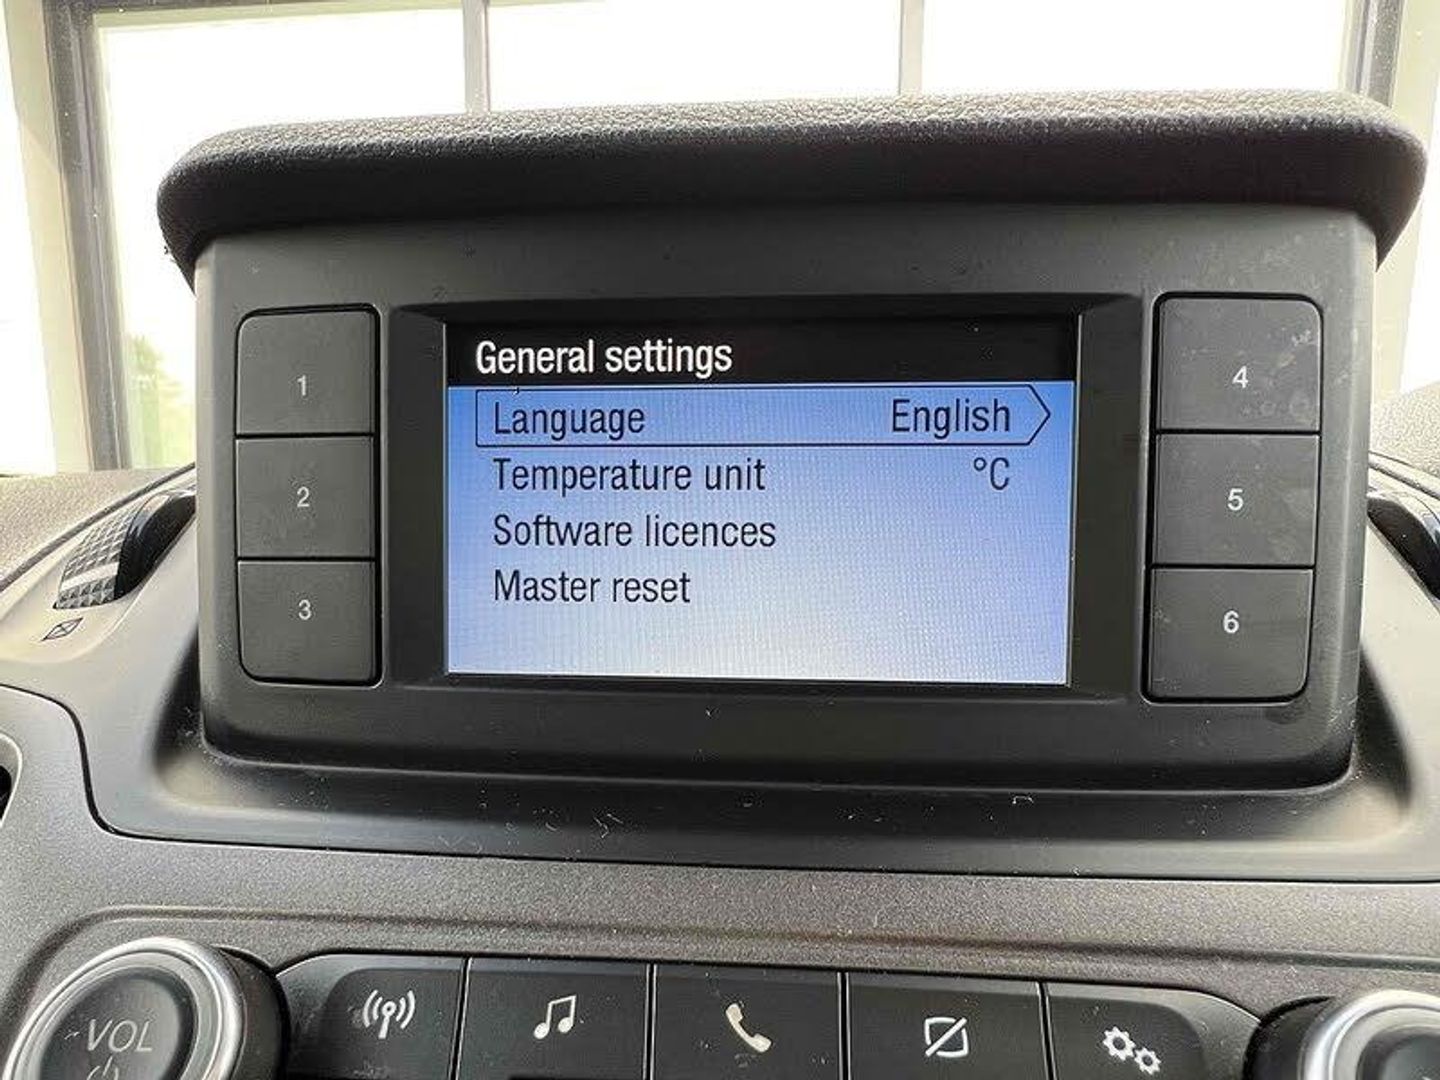 General settings
Language English
Temperature unit °C
Software licences
Master reset
1
2
3
4
5
6
VOL